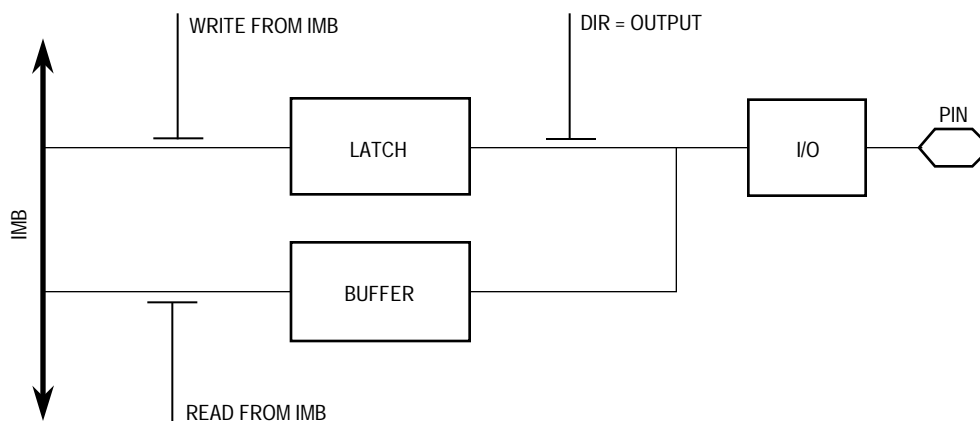 WRITE FROM IMB
DIR = OUTPUT
PIN
LATCH
I/O
IMB
BUFFER
READ FROM IMB